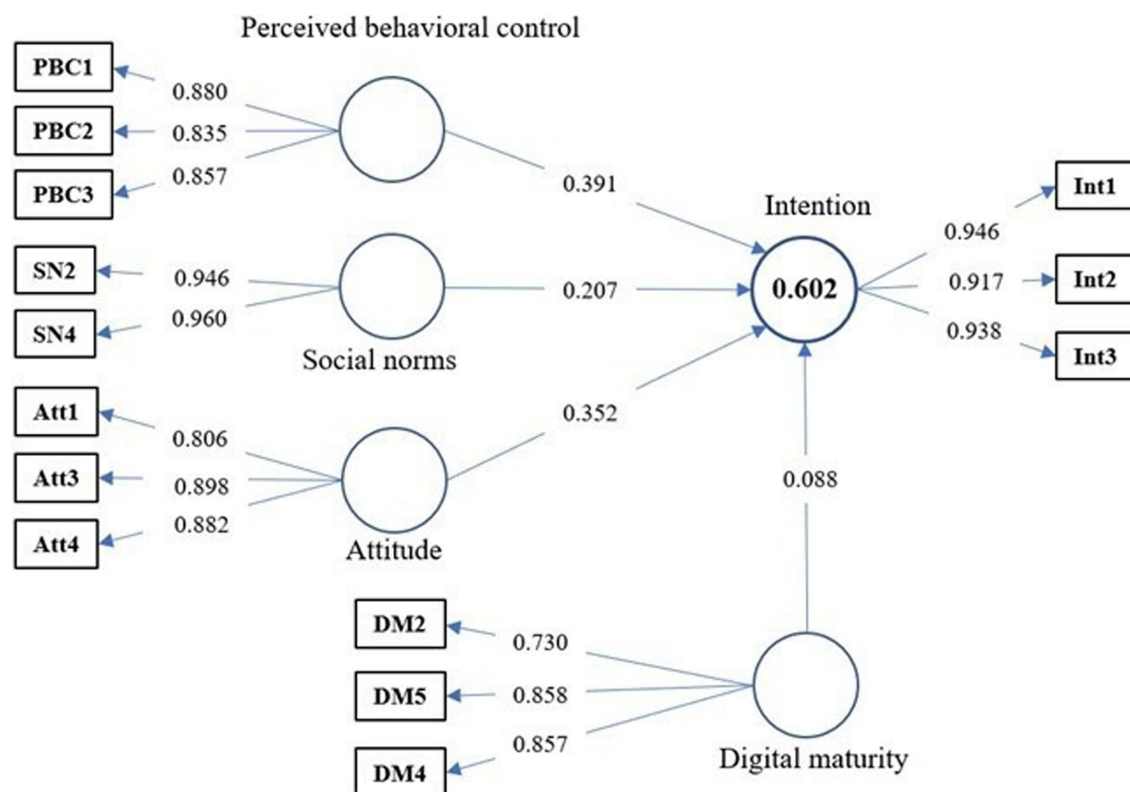 Perceived behavioral control
PBC1
0.880
PBC2
0.835
PBC3
0.857
0.391
SN2
0.946
SN4
0.960
Social norms
0.207
Att1
0.806
Att3
0.898
Att4
0.882
Attitude
0.352
Intention
0.602
0.946
Int1
0.917
Int2
0.938
Int3
0.088
DM2
0.730
DM5
0.858
DM4
0.857
Digital maturity